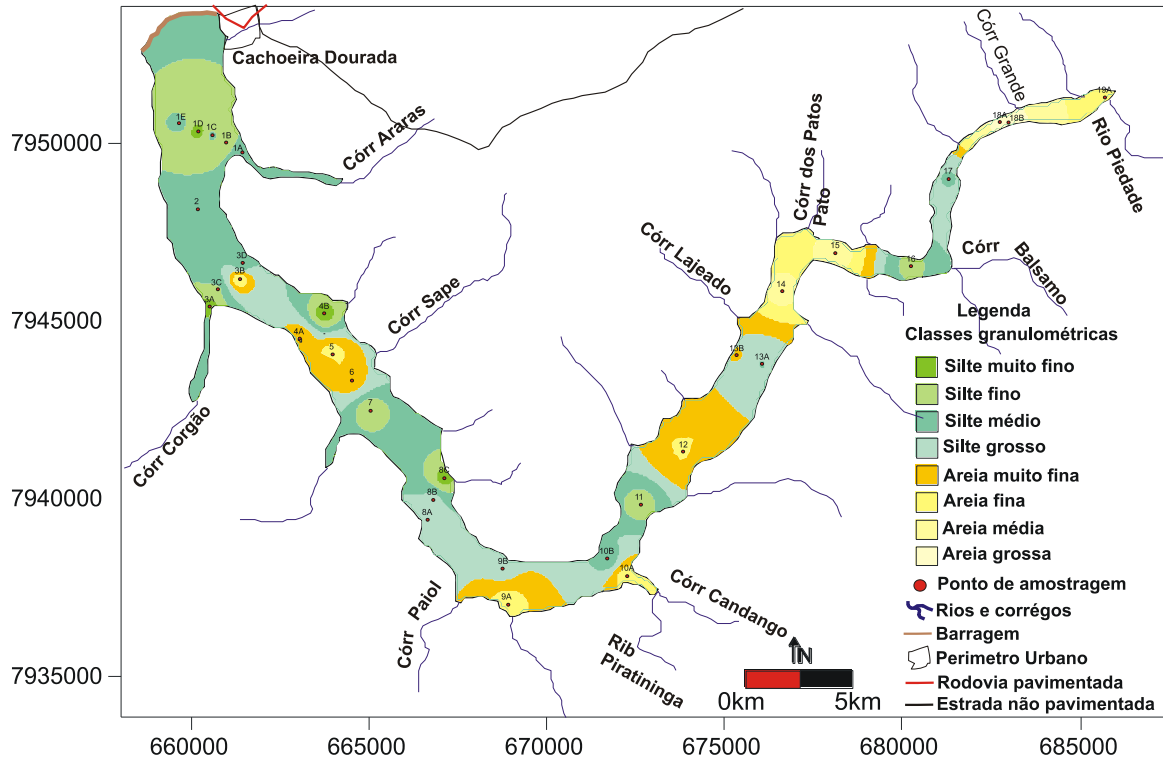 Cachoeira Dourada
Córr Araras
Córr Sape
Córr Corgão
Córr Paiol
Rib
Piratininga
Córr Candango
Córr Lajeado
Córr dos Patos
Pato
Córr Grande
Rio Piedade
Córr Balsamo
1E
1D
1C
1B
1A
2
3D
3B
3C
3A
4B
4A
5
6
7
8C
8B
8A
9B
9A
10B
10A
11
12
13B
13A
14
15
16
17
18A
18B
19A
7950000
7945000
7940000
7935000
660000
665000
670000
675000
680000
685000
Legenda
Classes granulométricas
Silte muito fino
Silte fino
Silte médio
Silte grosso
Areia muito fina
Areia fina
Areia média
Areia grossa
Ponto de amostragem
Rios e corrégos
Barragem
Perimetro Urbano
Rodovia pavimentada
Estrada não pavimentada
N
0km
5km